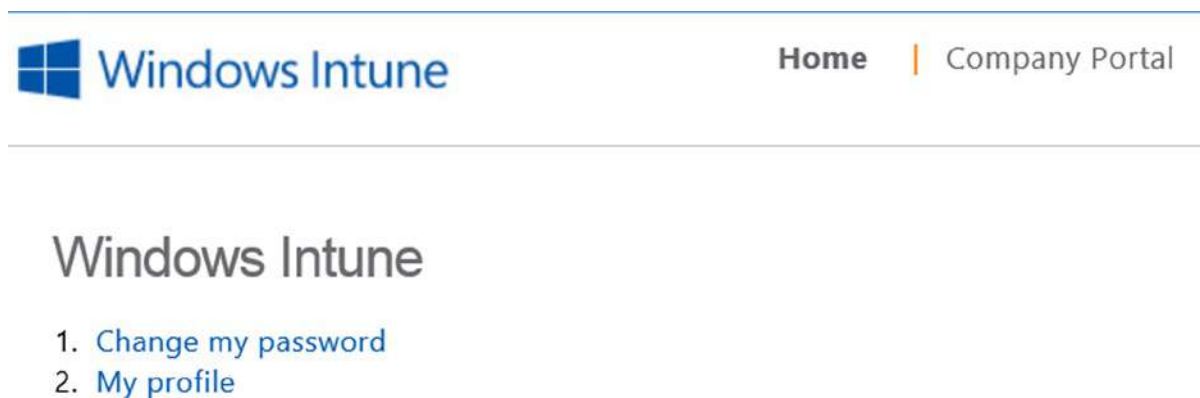 Windows Intune
Home | Company Portal
Windows Intune
1. Change my password
2. My profile